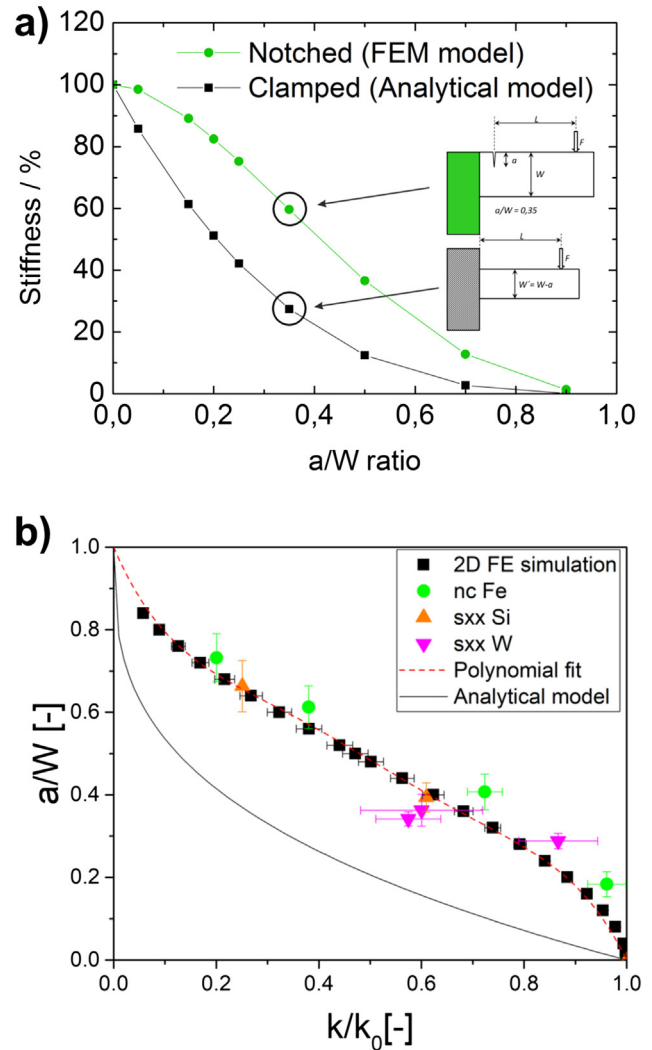 a)
120
100
80
60
40
20
0
Stiffness / %
Notched (FEM model)
Clamped (Analytical model)
L
F
a
W
a/W = 0,35
L
F
W´= W-a
0,0
0,2
0,4
0,6
0,8
1,0
a/W ratio
b)
1.0
0.8
0.6
0.4
0.2
0.0
a/W [-]
2D FE simulation
nc Fe
sxx Si
sxx W
Polynomial fit
Analytical model
0.0
0.2
0.4
0.6
0.8
1.0
k/k₀[-]